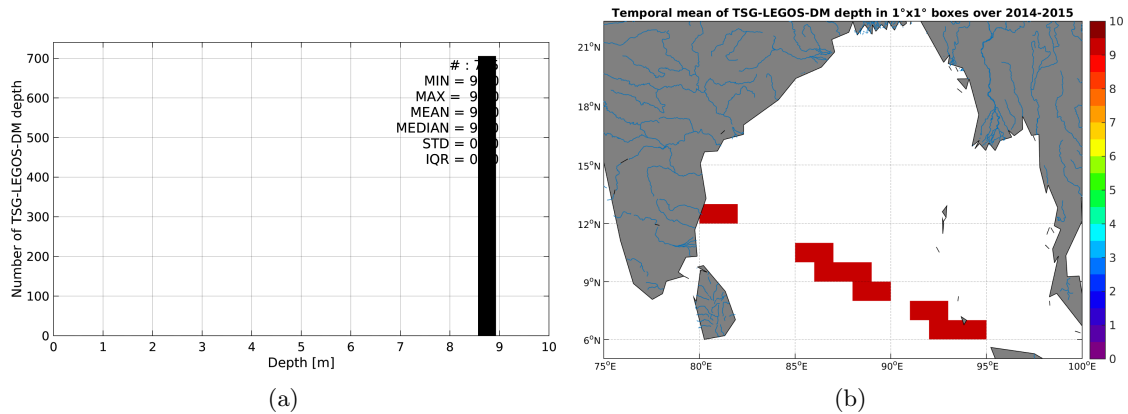 Number of TSG-LEGOS-DM depth
700
600
500
400
300
200
100
0
# : 7
MIN = 9
MAX = 9
MEAN = 9
MEDIAN = 9
STD = 0
IQR = 0
0 1 2 3 4 5 6 7 8 9 10
Depth [m]
(a)
Temporal mean of TSG-LEGOS-DM depth in 1°x1° boxes over 2014-2015
21°N
18°N
15°N
12°N
9°N
6°N
75°E 80°E 85°E 90°E 95°E 100°E
10
9
8
7
6
5
4
3
2
1
0
(b)